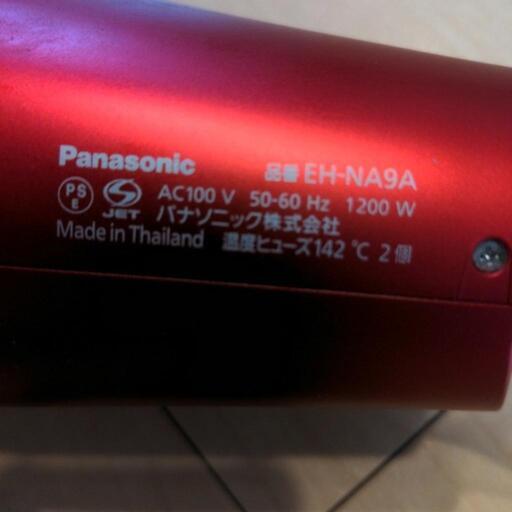 Panasonic 品番 EH-NA9A
PS E JET AC100 V 50-60 Hz 1200 W
パナソニック株式会社
Made in Thailand 温度ヒューズ142 ℃ 2 個